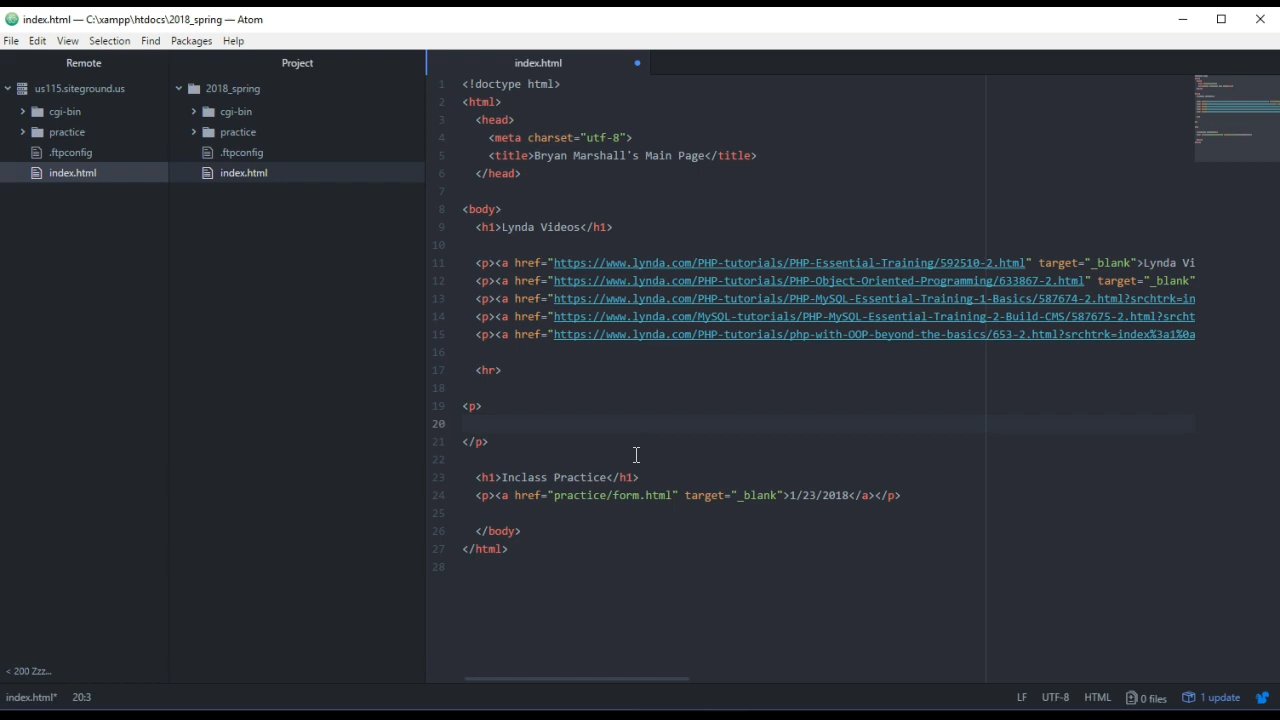 index.html — C:\xampp\htdocs\2018_spring — Atom
File Edit View Selection Find Packages Help
Remote
Project
index.html
us115.siteground.us
cgi-bin
practice
.ftpconfig
index.html
2018_spring
cgi-bin
practice
.ftpconfig
index.html
1 <!doctype html>
2 <html>
3 <head>
4 <meta charset="utf-8">
5 <title>Bryan Marshall's Main Page</title>
6 </head>
7
8 <body>
9 <h1>Lynda Videos</h1>
10
11 <p><a href="https://www.lynda.com/PHP-tutorials/PHP-Essential-Training/592510-2.html" target="_blank">Lynda Vi
12 <p><a href="https://www.lynda.com/PHP-tutorials/PHP-Object-Oriented-Programming/633867-2.html" target="_blank"
13 <p><a href="https://www.lynda.com/PHP-tutorials/PHP-MySQL-Essential-Training-1-Basics/587674-2.html?srchtrk=in
14 <p><a href="https://www.lynda.com/MySQL-tutorials/PHP-MySQL-Essential-Training-2-Build-CMS/587675-2.html?srcht
15 <p><a href="https://www.lynda.com/PHP-tutorials/php-with-OOP-beyond-the-basics/653-2.html?srchtrk=index%3a1%0a
16
17 <hr>
18
19 <p>
20
21 </p>
22
23 <h1>Inclass Practice</h1>
24 <p><a href="practice/form.html" target="_blank">1/23/2018</a></p>
25
26 </body>
27 </html>
28
< 200 Zzz...
index.html* 20:3
LF UTF-8 HTML 0 files 1 update